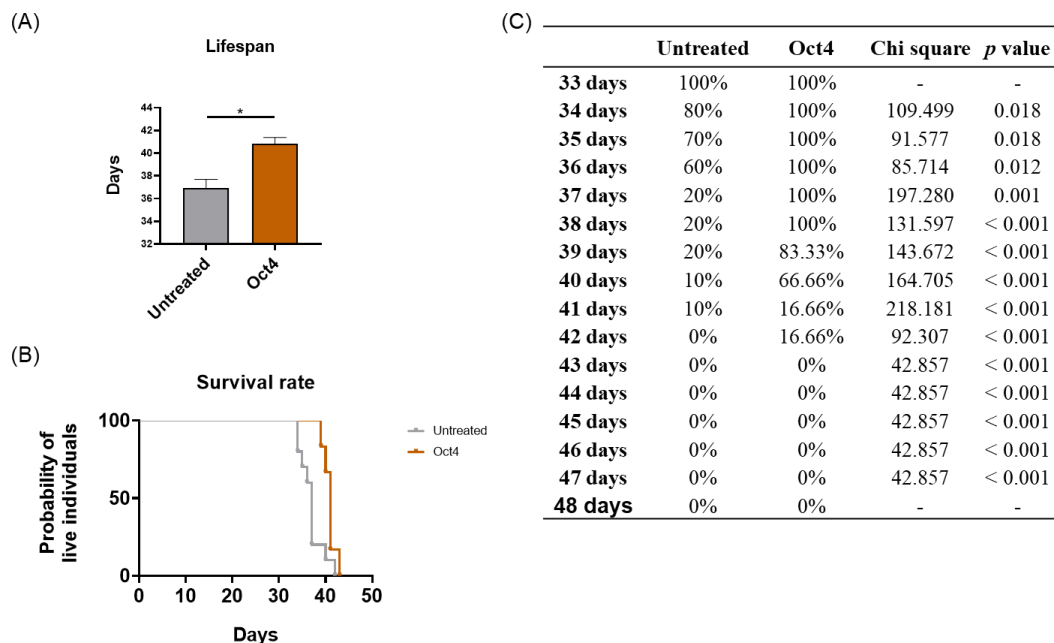 (A)
Lifespan
*
44
42
40
38
36
34
32
Days
Untreated
Oct4
(B)
Survival rate
100
50
0
Probability of
live individuals
0 10 20 30 40 50
Days
Untreated
Oct4
(C)
Untreated Oct4 Chi square p value
33 days 100% 100% - -
34 days 80% 100% 109.499 0.018
35 days 70% 100% 91.577 0.018
36 days 60% 100% 85.714 0.012
37 days 20% 100% 197.280 0.001
38 days 20% 100% 131.597 < 0.001
39 days 20% 83.33% 143.672 < 0.001
40 days 10% 66.66% 164.705 < 0.001
41 days 10% 16.66% 218.181 < 0.001
42 days 0% 16.66% 92.307 < 0.001
43 days 0% 0% 42.857 < 0.001
44 days 0% 0% 42.857 < 0.001
45 days 0% 0% 42.857 < 0.001
46 days 0% 0% 42.857 < 0.001
47 days 0% 0% 42.857 < 0.001
48 days 0% 0% - -